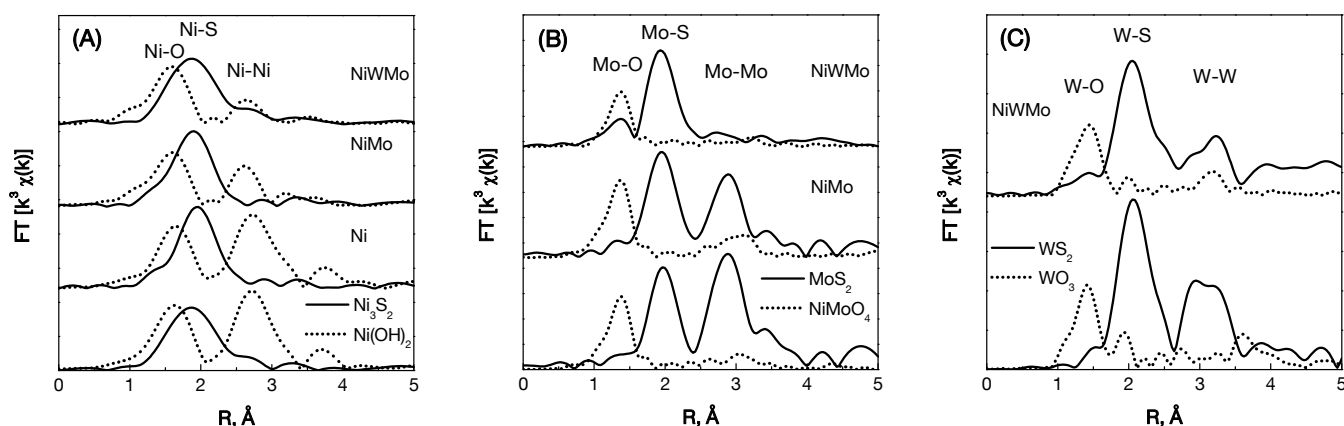 (A)
Ni-S
Ni-O
Ni-Ni
NiWMo
NiMo
Ni
Ni₃S₂
Ni(OH)₂
FT [k³ χ(k)]
0 1 2 3 4 5
R, Å
(B)
Mo-S
Mo-O
Mo-Mo
NiWMo
NiMo
MoS₂
NiMoO₄
FT [k³ χ(k)]
0 1 2 3 4 5
R, Å
(C)
W-S
W-O
W-W
NiWMo
WS₂
WO₃
FT [k³ χ(k)]
0 1 2 3 4 5
R, Å